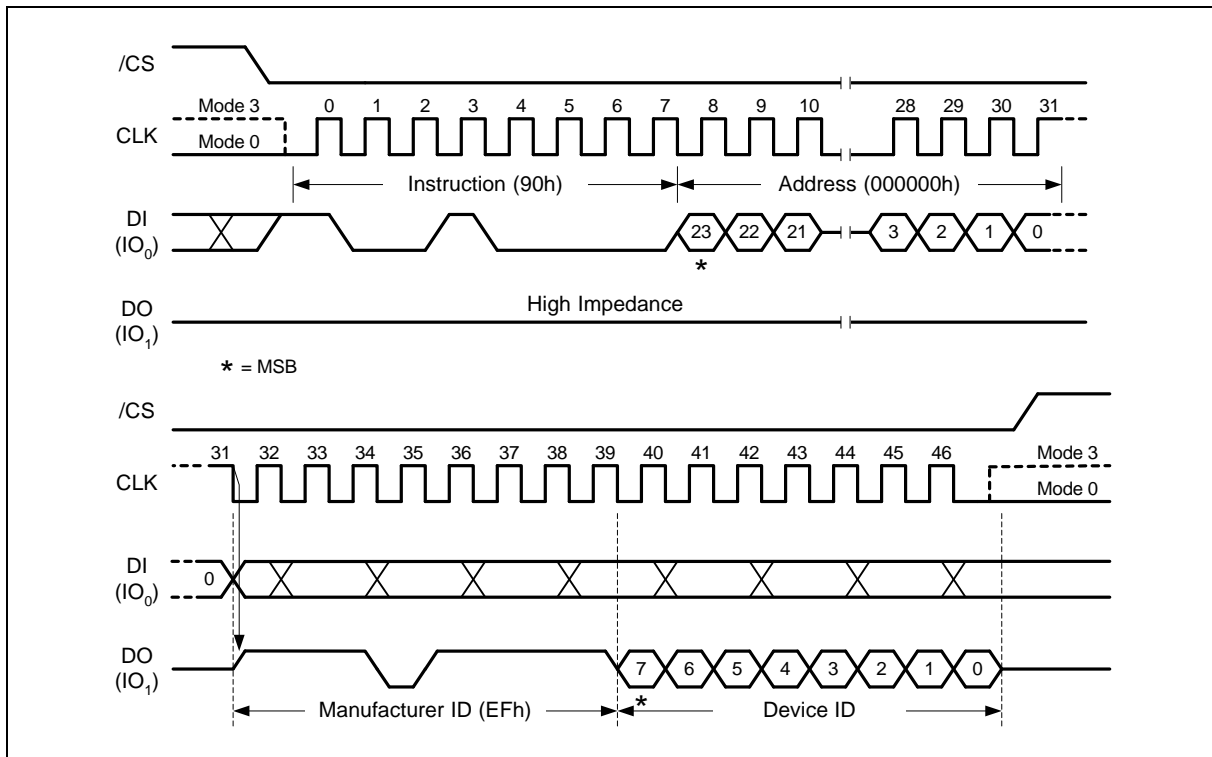 /CS
Mode 3 0 1 2 3 4 5 6 7 8 9 10 28 29 30 31
CLK
Mode 0
Instruction (90h) Address (000000h)
DI
(IO0)
23 22 21 3 2 1 0
*
High Impedance
DO
(IO1)
* = MSB
/CS
31 32 33 34 35 36 37 38 39 40 41 42 43 44 45 46 Mode 3
CLK
Mode 0
DI
(IO0)
0
DO
(IO1)
7 6 5 4 3 2 1 0
*
Manufacturer ID (EFh) Device ID